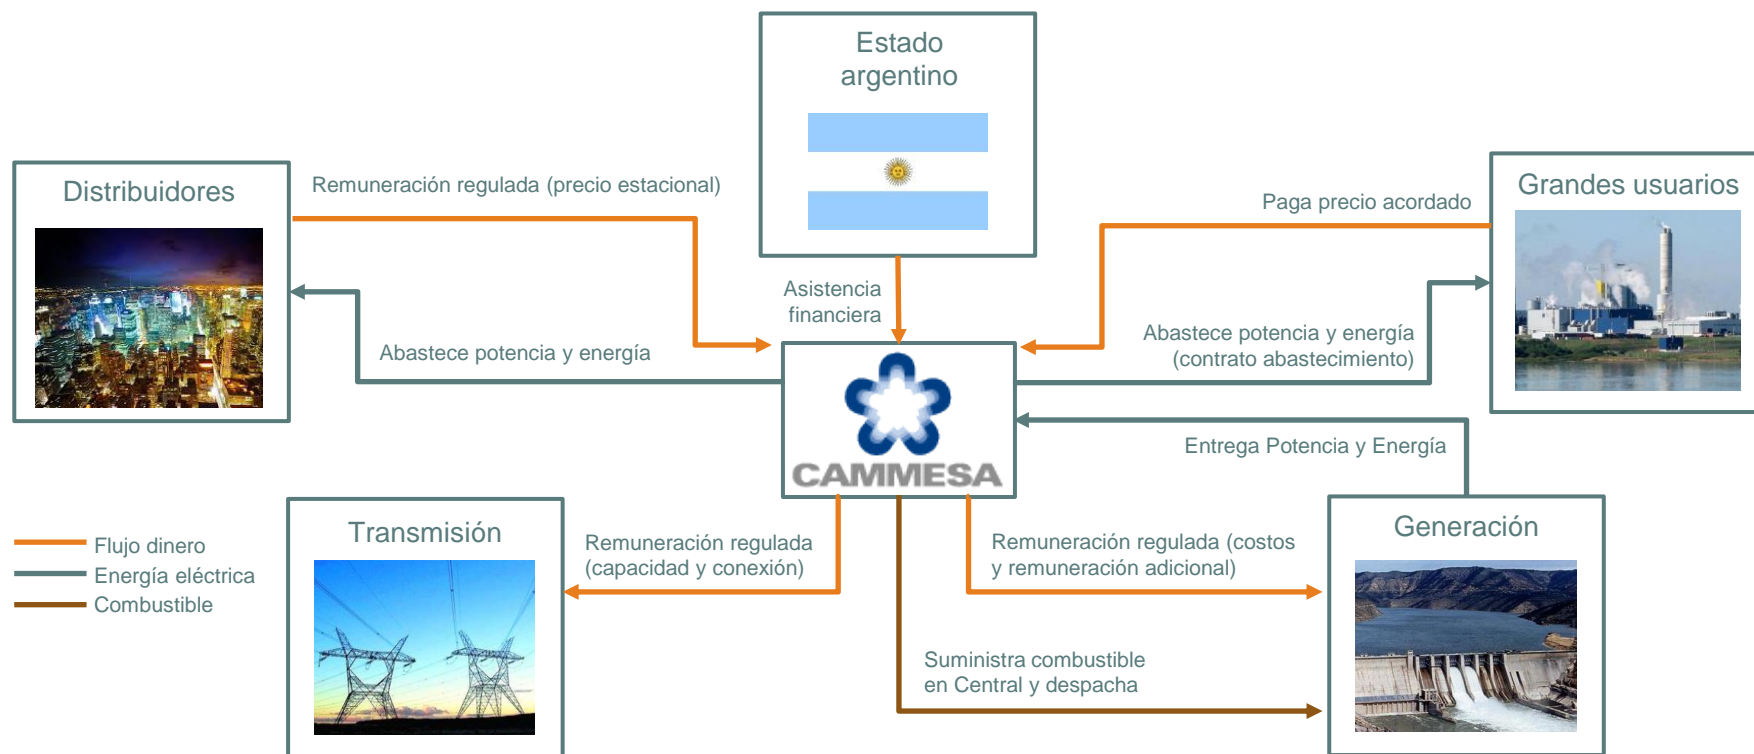 Estado
argentino
Distribuidores
Remuneración regulada (precio estacional)
Paga precio acordado
Grandes usuarios
Asistencia
financiera
Abastece potencia y energía
Abastece potencia y energía
(contrato abastecimiento)
CAMMESA
Entrega Potencia y Energía
Transmisión
Remuneración regulada
(capacidad y conexión)
Remuneración regulada (costos
y remuneración adicional)
Generación
Flujo dinero
Energía eléctrica
Combustible
Suministra combustible
en Central y despacha